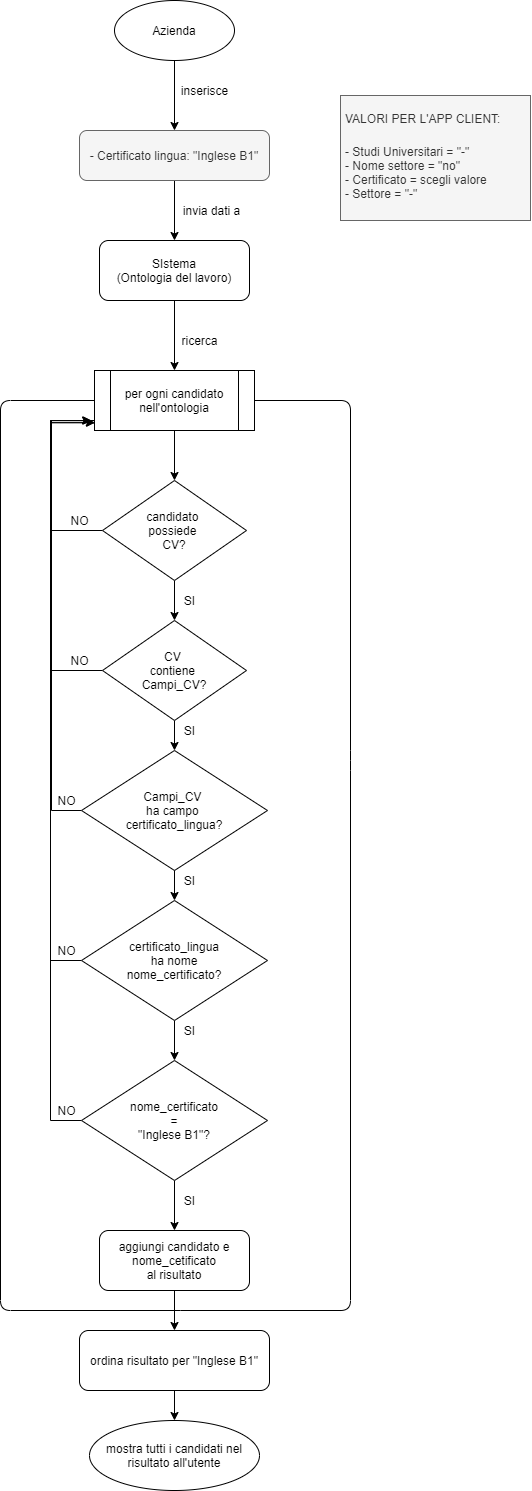 Azienda
inserisce
VALORI PER L'APP CLIENT:
- Studi Universitari = "-"
- Nome settore = "no"
- Certificato = scegli valore
- Settore = "-"
- Certificato lingua: "Inglese B1"
invia dati a
SIstema
(Ontologia del lavoro)
ricerca
per ogni candidato
nell'ontologia
candidato
possiede
CV?
NO
SI
CV
contiene
Campi_CV?
NO
SI
Campi_CV
ha campo
certificato_lingua?
NO
SI
certificato_lingua
ha nome
nome_certificato?
NO
SI
nome_certificato
=
"Inglese B1"?
NO
SI
aggiungi candidato e
nome_cetificato
al risultato
ordina risultato per "Inglese B1"
mostra tutti i candidati nel
risultato all'utente